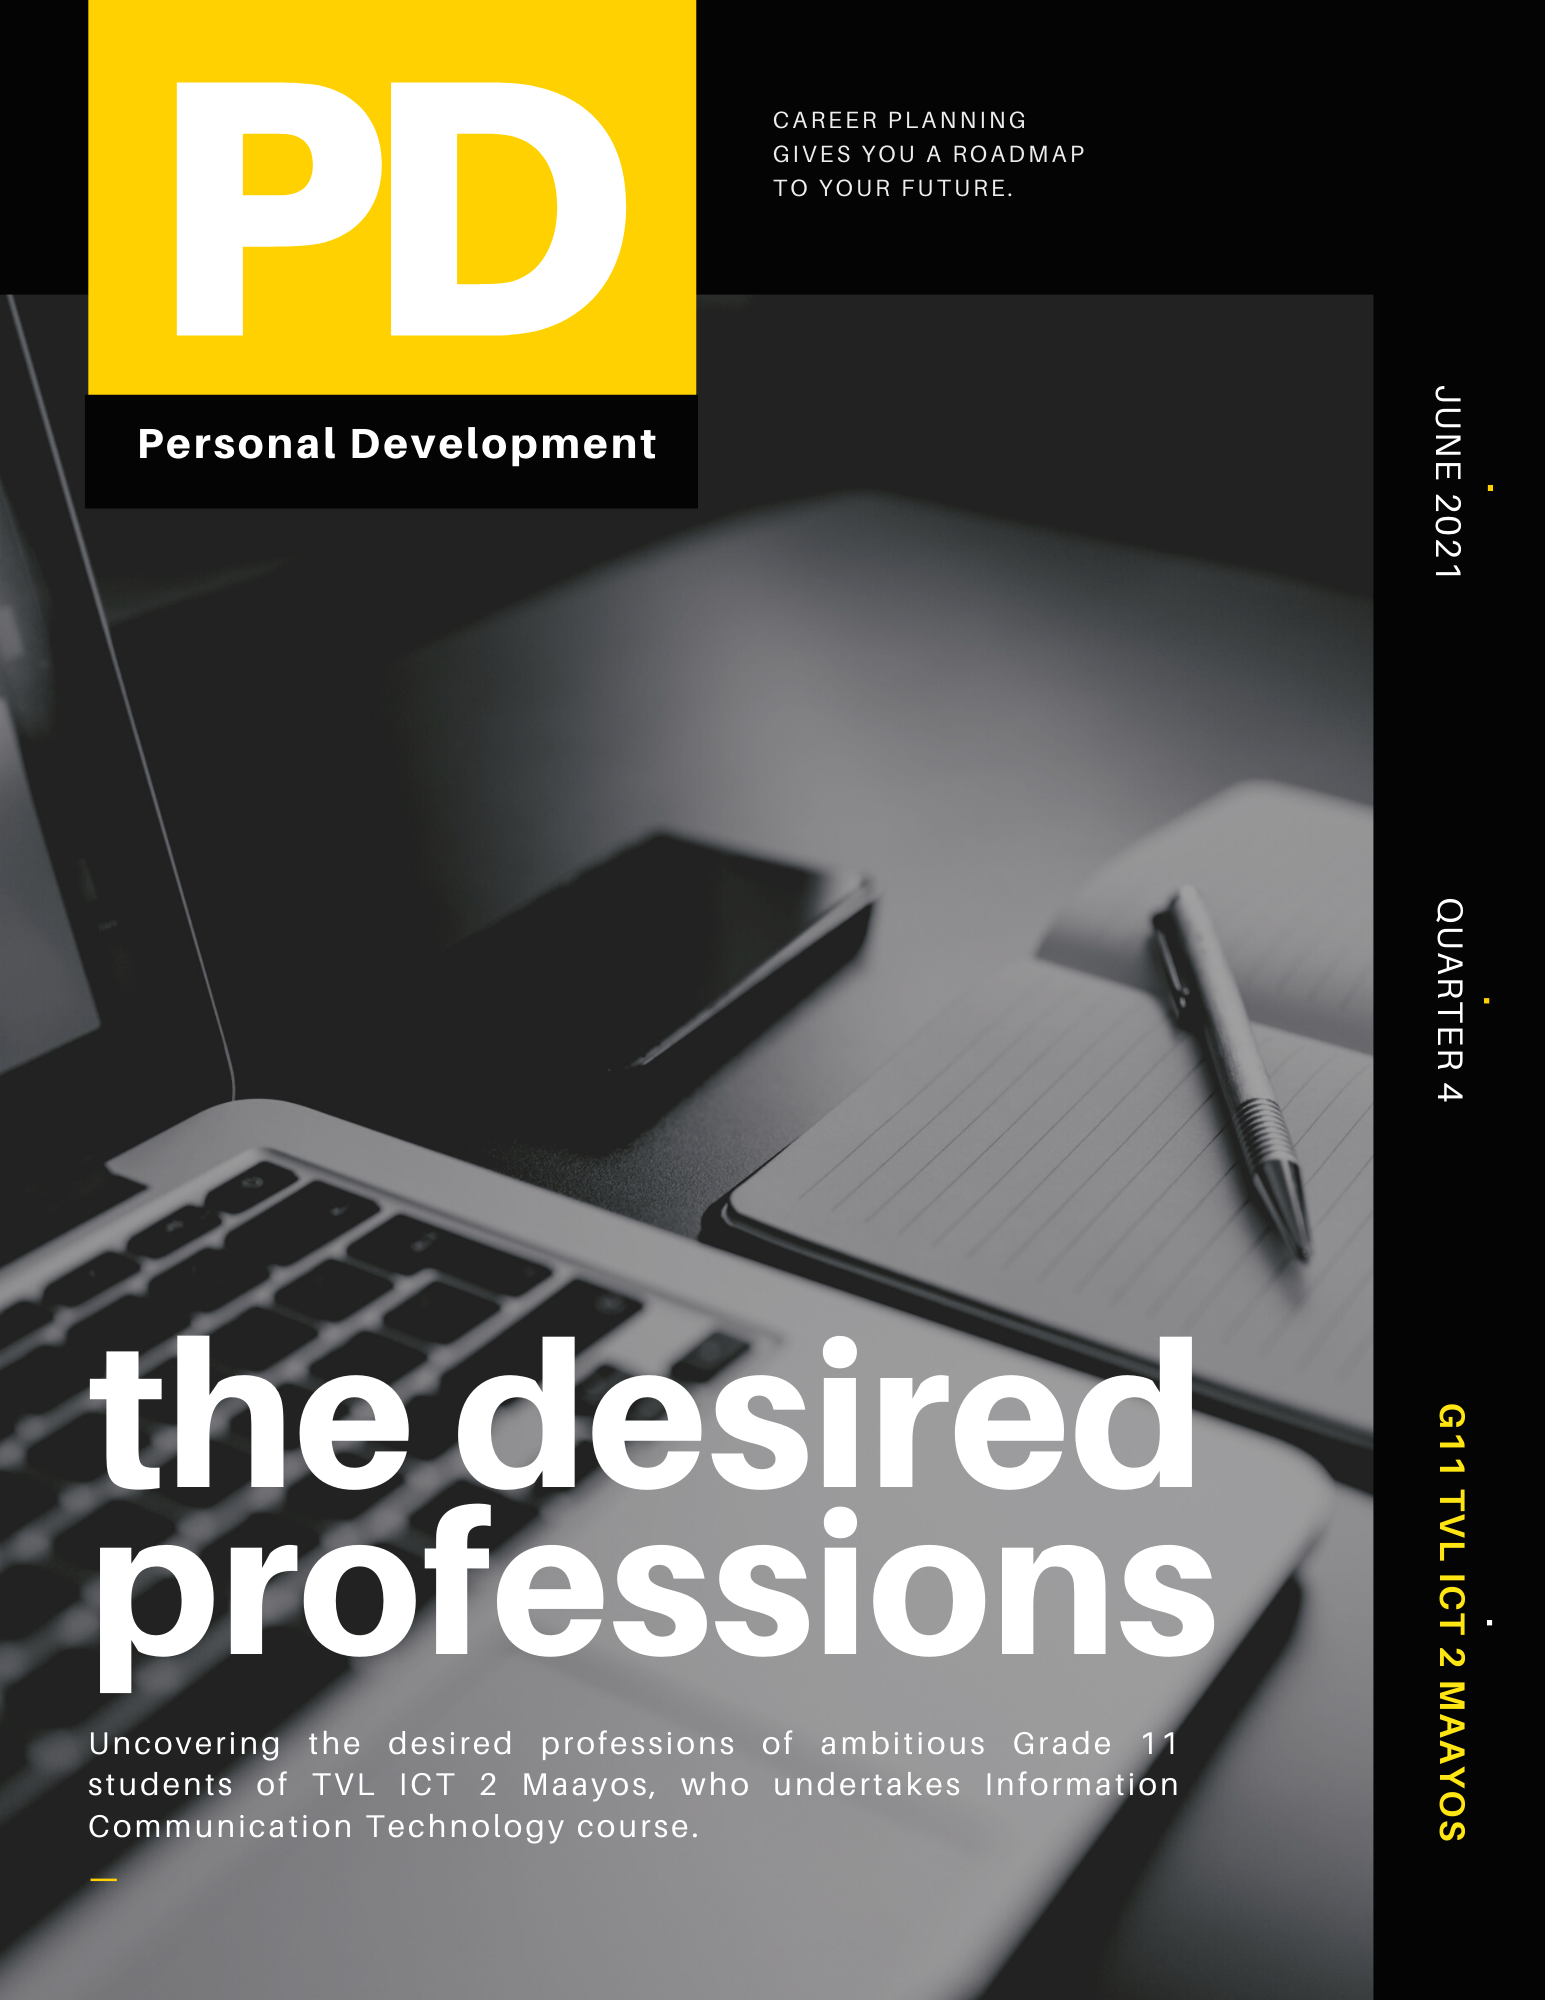 PD
Personal Development
CAREER PLANNING
GIVES YOU A ROADMAP
TO YOUR FUTURE.
JUNE 2021
QUARTER 4
G11 TVL ICT 2 MAAYOS
the desired
professions
Uncovering the desired professions of ambitious Grade 11
students of TVL ICT 2 Maayos, who undertakes Information
Communication Technology course.